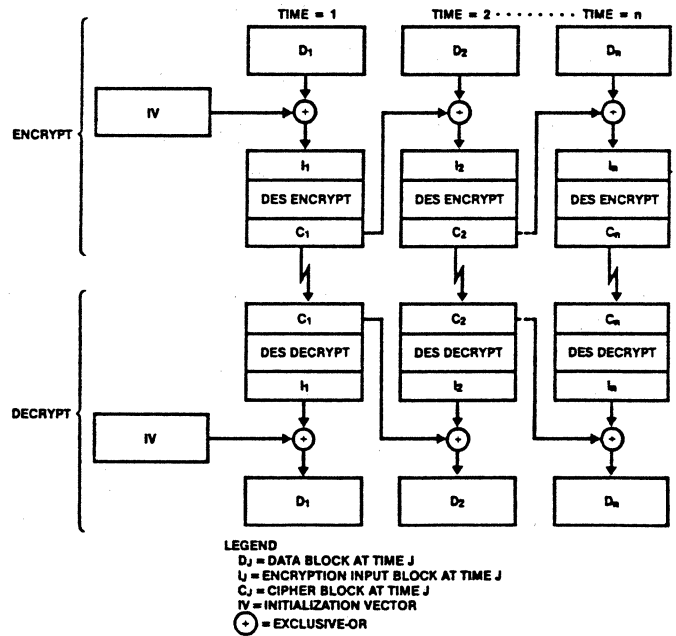 TIME = 1 TIME = 2 · · · · · · · · TIME = n
D1 D2 Dn
IV
ENCRYPT
I1 I2 In
DES ENCRYPT DES ENCRYPT DES ENCRYPT
C1 C2 Cn
C1 C2 Cn
DES DECRYPT DES DECRYPT DES DECRYPT
I1 I2 In
DECRYPT
IV
D1 D2 Dn
LEGEND
DJ = DATA BLOCK AT TIME J
IJ = ENCRYPTION INPUT BLOCK AT TIME J
CJ = CIPHER BLOCK AT TIME J
IV = INITIALIZATION VECTOR
+ = EXCLUSIVE-OR